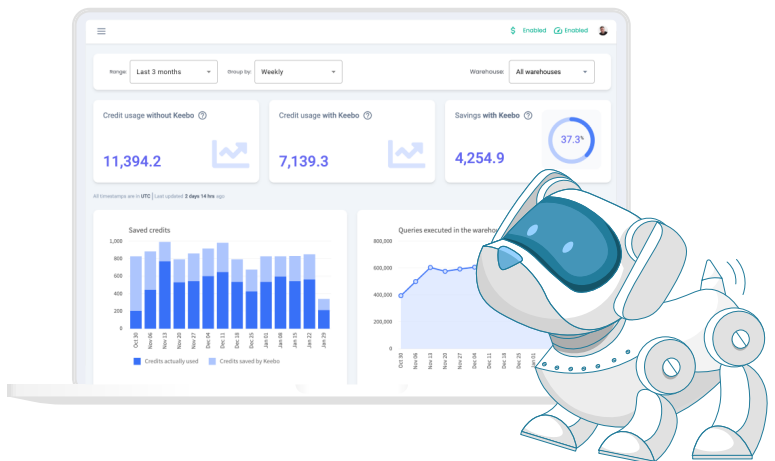 $ Enabled Enabled
Range: Last 3 months Group by: Weekly Warehouse: All warehouses
Credit usage without Keebo ?
11,394.2
Credit usage with Keebo ?
7,139.3
Savings with Keebo ?
4,254.9
37.3%
All timestamps are in UTC | Last updated 2 days 14 hrs ago
Saved credits
1,000
800
600
400
200
0
Oct 30
Nov 06
Nov 13
Nov 20
Nov 27
Dec 04
Dec 11
Dec 18
Dec 25
Jan 01
Jan 08
Jan 15
Jan 22
Jan 29
Credits actually used Credits saved by Keebo
Queries executed in the
800,000
600,000
400,000
200,000
0
Oct 30
Nov 06
Nov 13
Nov 20
Nov 27
Dec 04
Dec 11
Dec 18
Dec 25
Jan 01